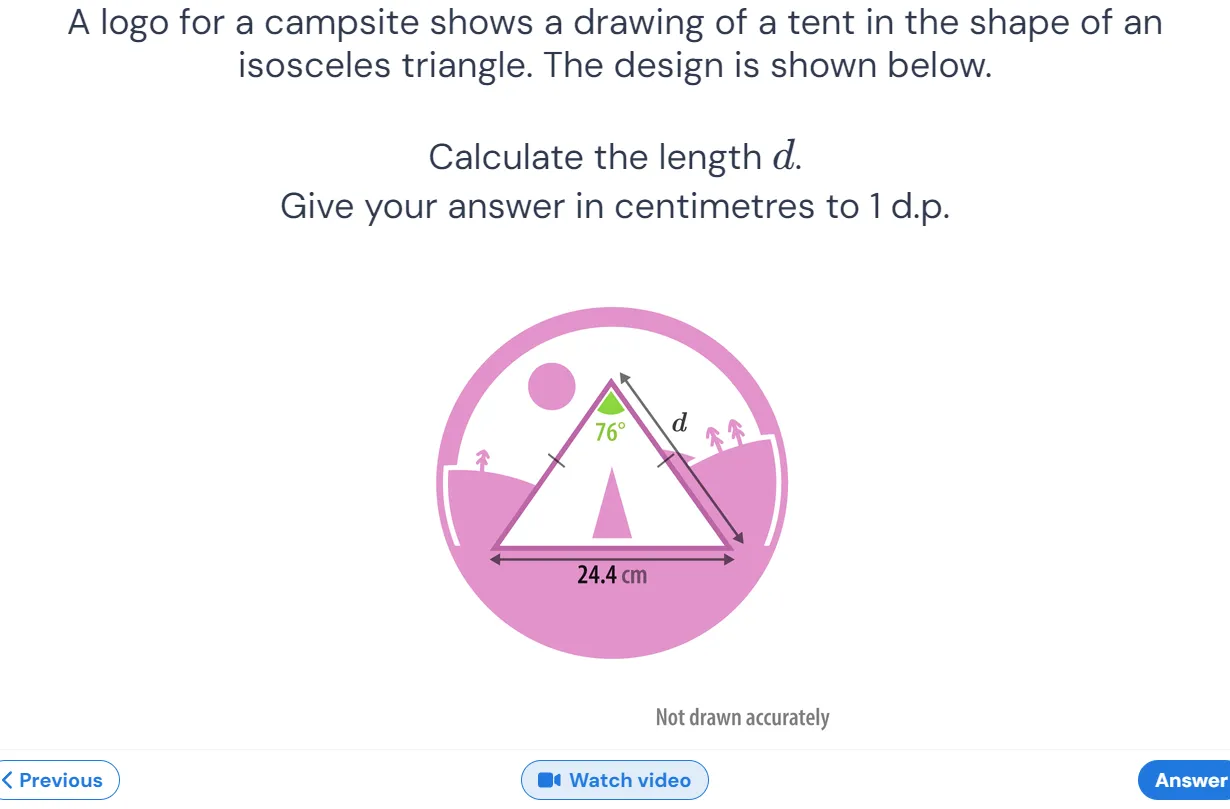 A logo for a campsite shows a drawing of a tent in the shape of an
isosceles triangle. The design is shown below.
Calculate the length d.
Give your answer in centimetres to 1 d.p.
76°
d
24.4 cm
Not drawn accurately
Previous
Watch video
Answer